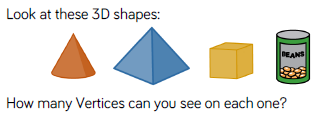 Look at these 3D shapes:
BEANS
How many Vertices can you see on each one?